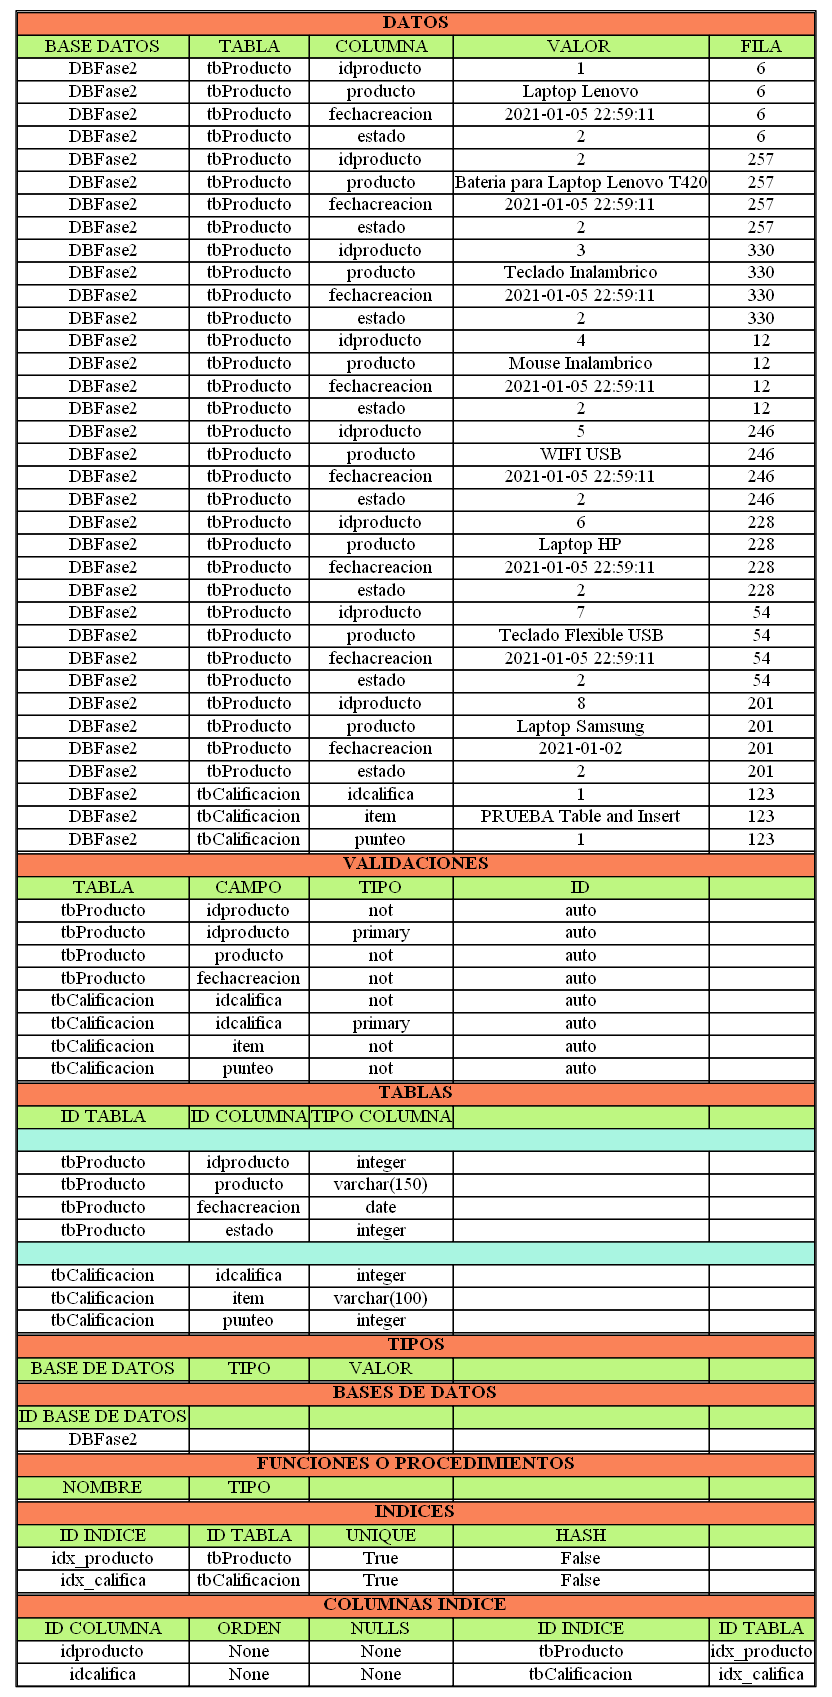 DATOS
BASE DATOS TABLA COLUMNA VALOR FILA
DBFase2 tbProducto idproducto 1 6
DBFase2 tbProducto producto Laptop Lenovo 6
DBFase2 tbProducto fechacreacion 2021-01-05 22:59:11 6
DBFase2 tbProducto estado 2 6
DBFase2 tbProducto idproducto 2 257
DBFase2 tbProducto producto Bateria para Laptop Lenovo T420 257
DBFase2 tbProducto fechacreacion 2021-01-05 22:59:11 257
DBFase2 tbProducto estado 2 257
DBFase2 tbProducto idproducto 3 330
DBFase2 tbProducto producto Teclado Inalambrico 330
DBFase2 tbProducto fechacreacion 2021-01-05 22:59:11 330
DBFase2 tbProducto estado 2 330
DBFase2 tbProducto idproducto 4 12
DBFase2 tbProducto producto Mouse Inalambrico 12
DBFase2 tbProducto fechacreacion 2021-01-05 22:59:11 12
DBFase2 tbProducto estado 2 12
DBFase2 tbProducto idproducto 5 246
DBFase2 tbProducto producto WIFI USB 246
DBFase2 tbProducto fechacreacion 2021-01-05 22:59:11 246
DBFase2 tbProducto estado 2 246
DBFase2 tbProducto idproducto 6 228
DBFase2 tbProducto producto Laptop HP 228
DBFase2 tbProducto fechacreacion 2021-01-05 22:59:11 228
DBFase2 tbProducto estado 2 228
DBFase2 tbProducto idproducto 7 54
DBFase2 tbProducto producto Teclado Flexible USB 54
DBFase2 tbProducto fechacreacion 2021-01-05 22:59:11 54
DBFase2 tbProducto estado 2 54
DBFase2 tbProducto idproducto 8 201
DBFase2 tbProducto producto Laptop Samsung 201
DBFase2 tbProducto fechacreacion 2021-01-02 201
DBFase2 tbProducto estado 2 201
DBFase2 tbCalificacion idcalifica 1 123
DBFase2 tbCalificacion item PRUEBA Table and Insert 123
DBFase2 tbCalificacion punteo 1 123
VALIDACIONES
TABLA CAMPO TIPO ID
tbProducto idproducto not auto
tbProducto idproducto primary auto
tbProducto producto not auto
tbProducto fechacreacion not auto
tbCalificacion idcalifica not auto
tbCalificacion idcalifica primary auto
tbCalificacion item not auto
tbCalificacion punteo not auto
TABLAS
ID TABLA ID COLUMNA TIPO COLUMNA
tbProducto idproducto integer
tbProducto producto varchar(150)
tbProducto fechacreacion date
tbProducto estado integer
tbCalificacion idcalifica integer
tbCalificacion item varchar(100)
tbCalificacion punteo integer
TIPOS
BASE DE DATOS TIPO VALOR
BASES DE DATOS
ID BASE DE DATOS
DBFase2
FUNCIONES O PROCEDIMIENTOS
NOMBRE TIPO
INDICES
ID INDICE ID TABLA UNIQUE HASH
idx_producto tbProducto True False
idx_califica tbCalificacion True False
COLUMNAS INDICE
ID COLUMNA ORDEN NULLS ID INDICE ID TABLA
idproducto None None tbProducto idx_producto
idcalifica None None tbCalificacion idx_califica